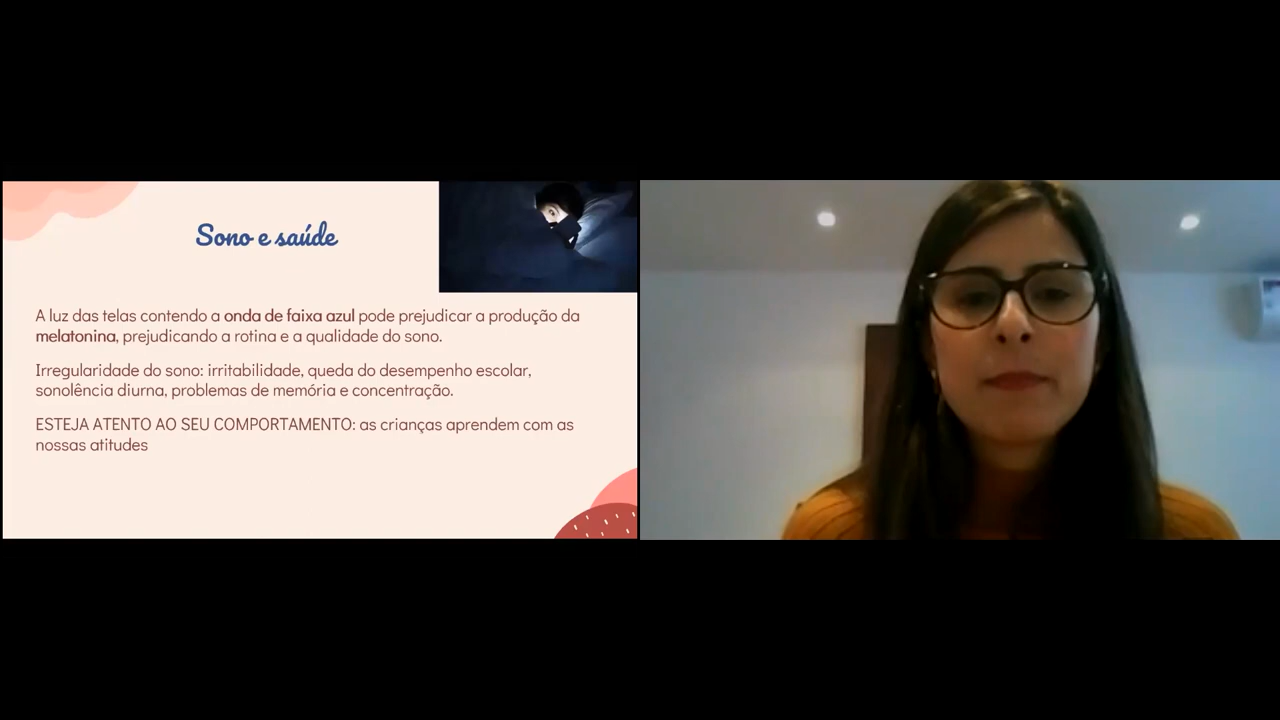 Sono e saúde
A luz das telas contendo a onda de faixa azul pode prejudicar a produção da
melatonina, prejudicando a rotina e a qualidade do sono.
Irregularidade do sono: irritabilidade, queda do desempenho escolar,
sonolência diurna, problemas de memória e concentração.
ESTEJA ATENTO AO SEU COMPORTAMENTO: as crianças aprendem com as
nossas atitudes